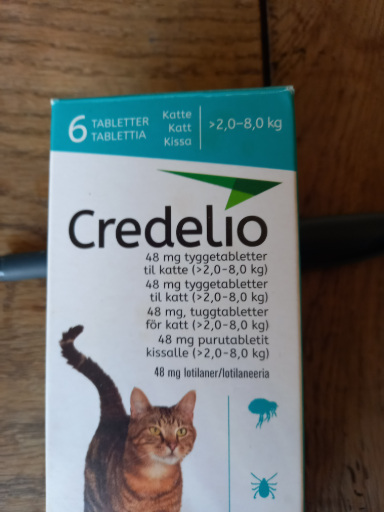 6 TABLETTER
TABLETTIA
Katte
Katt
Kissa
>2,0–8,0 kg
Credelio
48 mg tyggetabletter
til katte (>2,0–8,0 kg)
48 mg tyggetabletter
til katt (>2,0–8,0 kg)
48 mg, tuggtabletter
för katt (>2,0–8,0 kg)
48 mg purutabletit
kissalle (>2,0–8,0 kg)
48 mg lotilaner/lotilaneeria